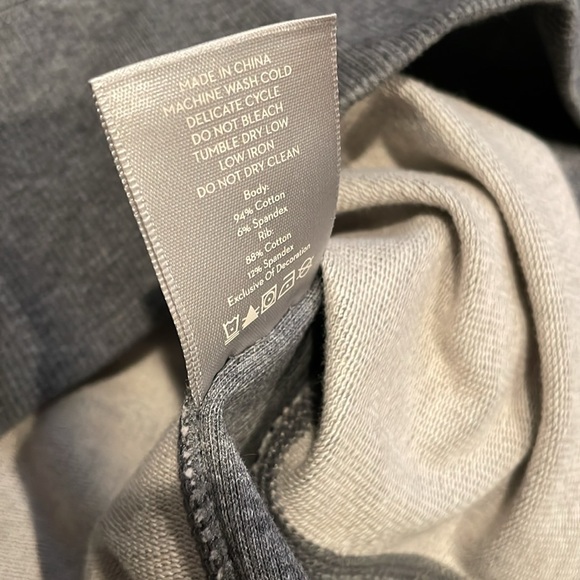 MADE IN CHINA
MACHINE WASH COLD
DELICATE CYCLE
DO NOT BLEACH
TUMBLE DRY LOW
LOW IRON
DO NOT DRY CLEAN
Body:
94% Cotton
6% Spandex
Rib:
88% Cotton
12% Spandex
Exclusive Of Decoration